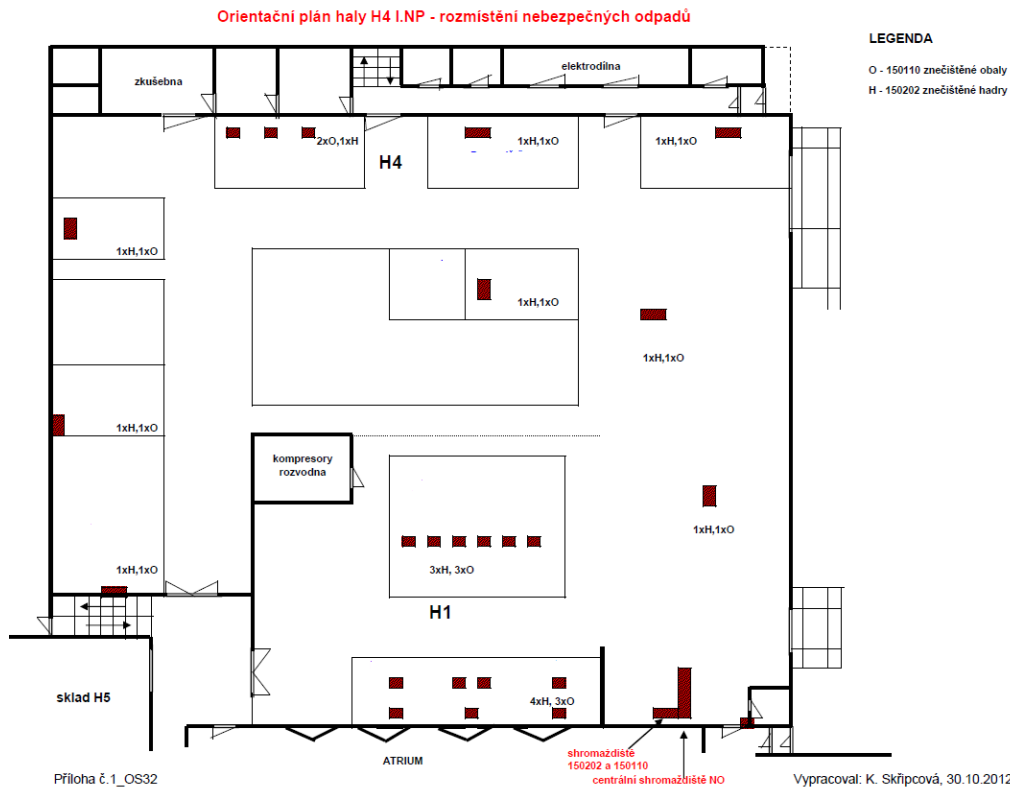 Orientační plán haly H4 I.NP - rozmístění nebezpečných odpadů
LEGENDA
O - 150110 znečištěné obaly
H - 150202 znečištěné hadry
zkušebna
elektrodílna
2xO,1xH
1xH,1xO
1xH,1xO
H4
1xH,1xO
1xH,1xO
1xH,1xO
1xH,1xO
kompresory
rozvodna
1xH,1xO
3xH, 3xO
1xH,1xO
H1
sklad H5
4xH, 3xO
ATRIUM
shromaždiště
150202 a 150110
centrální shromaždiště NO
Příloha č.1_OS32
Vypracoval: K. Skřipcová, 30.10.2012